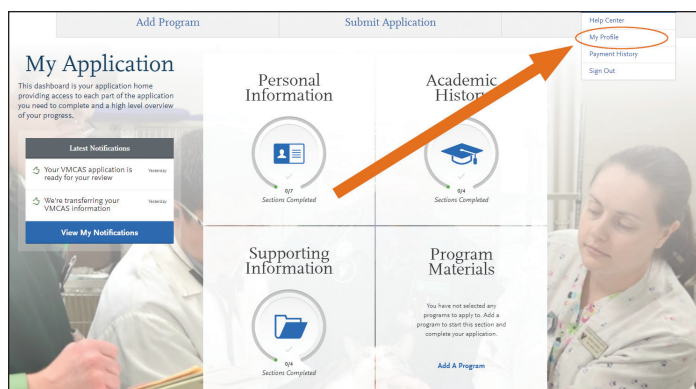 Add Program
Submit Application
Help Center
My Profile
Payment History
Sign Out
My Application
This dashboard is your application home
providing access to each part of the application
you need to complete and a high level overview
of your progress.
Latest Notifications
Your VMCAS application is
ready for your review
Yesterday
We're transferring your
VMCAS information
Yesterday
View My Notifications
Personal
Information
0/7
Sections Completed
Academic
History
0/4
Sections Completed
Supporting
Information
0/4
Sections Completed
Program
Materials
You have not selected any
programs to apply to. Add a
program to start this section and
complete your application.
Add A Program